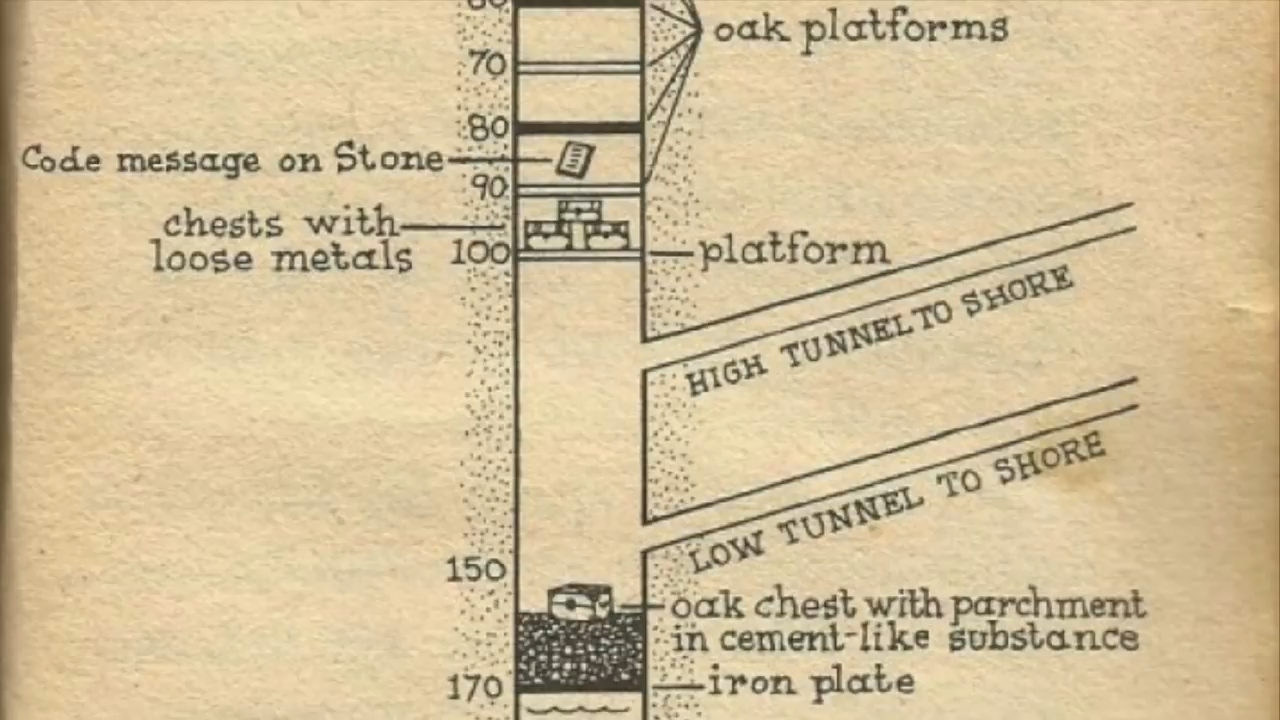 60
oak platforms
70
80
Code message on Stone
90
chests with
loose metals
100
platform
HIGH TUNNEL TO SHORE
LOW TUNNEL TO SHORE
150
oak chest with parchment
in cement-like substance
170
iron plate